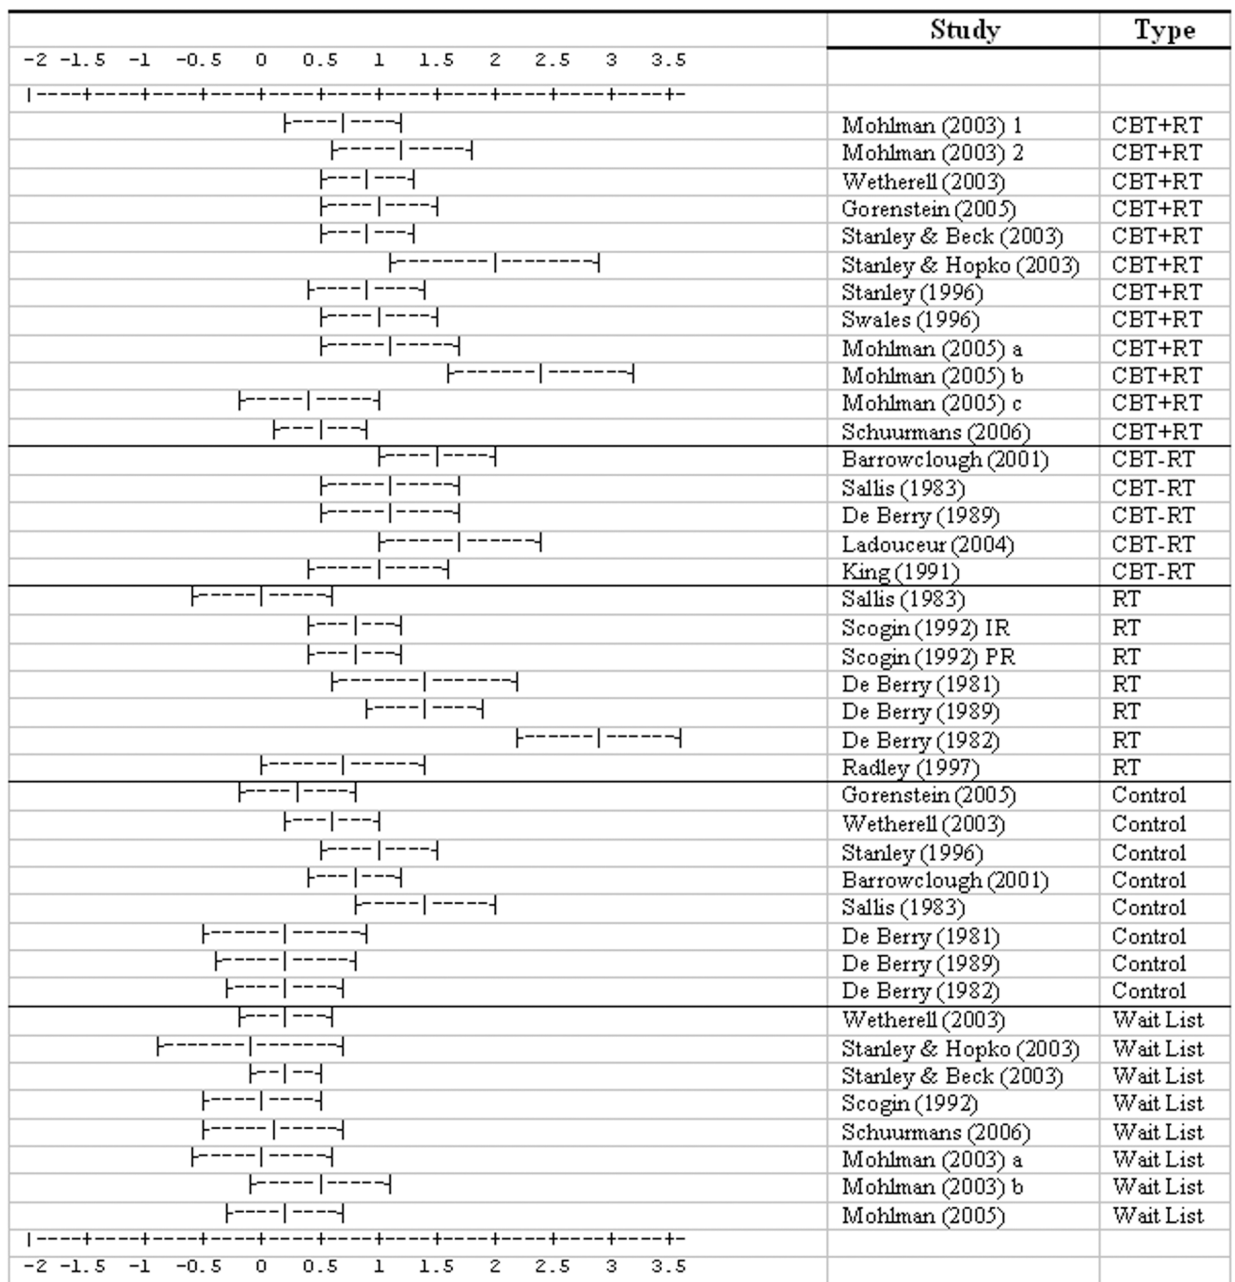 Study Type
-2 -1.5 -1 -0.5 0 0.5 1 1.5 2 2.5 3 3.5
Mohlman (2003) 1 CBT+RT
Mohlman (2003) 2 CBT+RT
Wetherell (2003) CBT+RT
Gorenstein (2005) CBT+RT
Stanley & Beck (2003) CBT+RT
Stanley & Hopko (2003) CBT+RT
Stanley (1996) CBT+RT
Swales (1996) CBT+RT
Mohlman (2005) a CBT+RT
Mohlman (2005) b CBT+RT
Mohlman (2005) c CBT+RT
Schuurmans (2006) CBT+RT
Barrowclough (2001) CBT-RT
Sallis (1983) CBT-RT
De Berry (1989) CBT-RT
Ladouceur (2004) CBT-RT
King (1991) CBT-RT
Sallis (1983) RT
Scogin (1992) IR RT
Scogin (1992) PR RT
De Berry (1981) RT
De Berry (1989) RT
De Berry (1982) RT
Radley (1997) RT
Gorenstein (2005) Control
Wetherell (2003) Control
Stanley (1996) Control
Barrowclough (2001) Control
Sallis (1983) Control
De Berry (1981) Control
De Berry (1989) Control
De Berry (1982) Control
Wetherell (2003) Wait List
Stanley & Hopko (2003) Wait List
Stanley & Beck (2003) Wait List
Scogin (1992) Wait List
Schuurmans (2006) Wait List
Mohlman (2003) a Wait List
Mohlman (2003) b Wait List
Mohlman (2005) Wait List
-2 -1.5 -1 -0.5 0 0.5 1 1.5 2 2.5 3 3.5